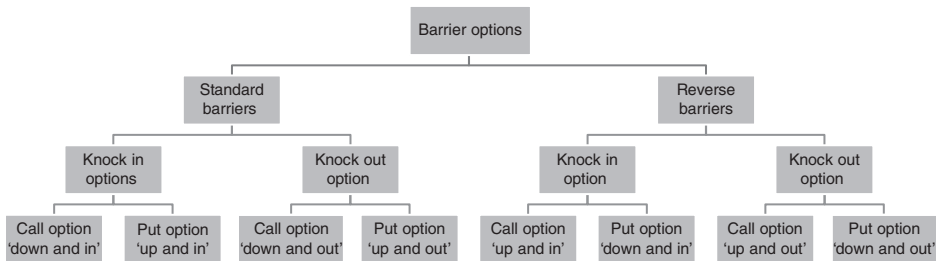 Barrier options
Standard
barriers
Reverse
barriers
Knock in
options
Knock out
option
Knock in
option
Knock out
option
Call option
‘down and in’
Put option
‘up and in’
Call option
‘down and out’
Put option
‘up and out’
Call option
‘up and in’
Put option
‘down and in’
Call option
‘up and out’
Put option
‘down and out’